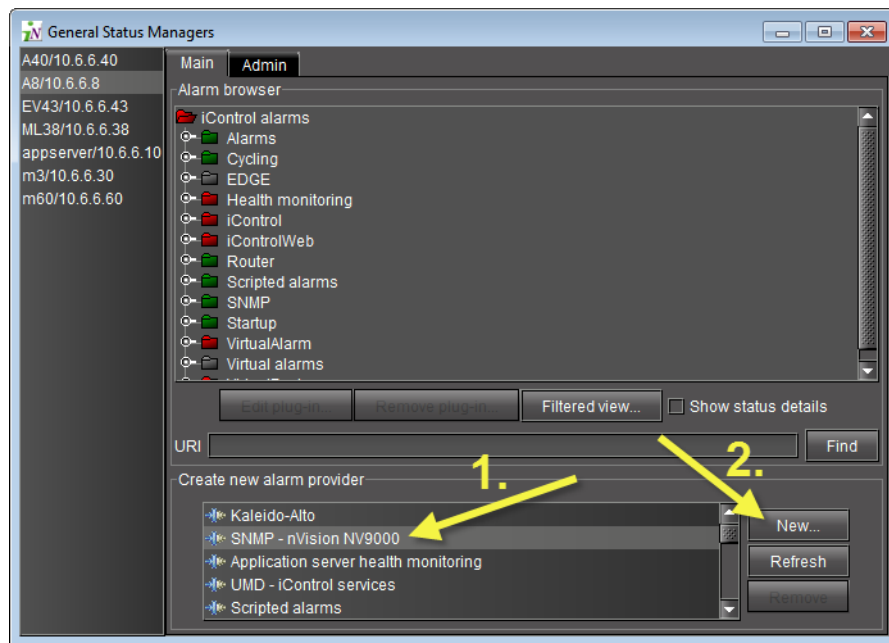 General Status Managers
A40/10.6.6.40
A8/10.6.6.8
EV43/10.6.6.43
ML38/10.6.6.38
appserver/10.6.6.10
m3/10.6.6.30
m60/10.6.6.60
Main Admin
Alarm browser
iControl alarms
Alarms
Cycling
EDGE
Health monitoring
iControl
iControlWeb
Router
Scripted alarms
SNMP
Startup
VirtualAlarm
Virtual alarms
Edit plug-in... Remove plug-in... Filtered view... Show status details
URI Find
Create new alarm provider
1. 2.
Kaleido-Alto
SNMP - nVision NV9000
Application server health monitoring
UMD - iControl services
Scripted alarms
New...
Refresh
Remove